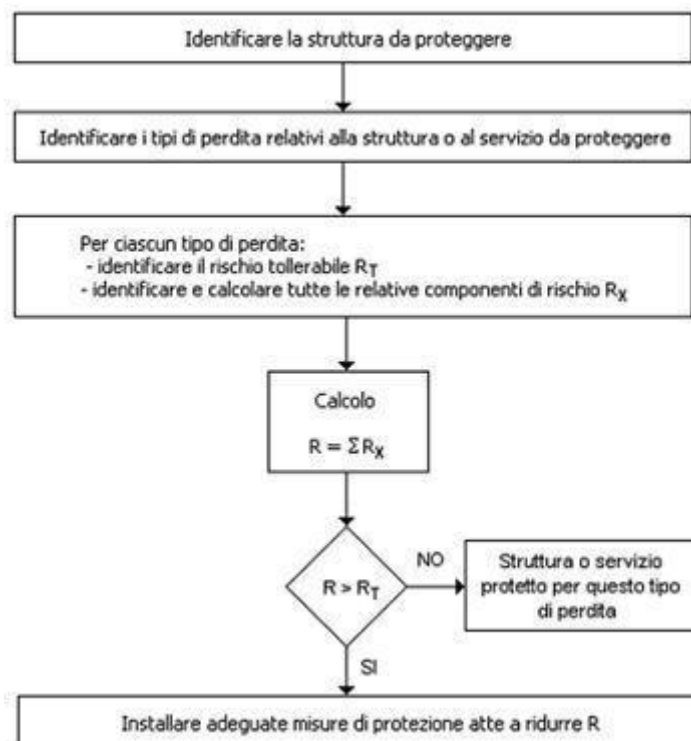 Identificare la struttura da proteggere
Identificare i tipi di perdita relativi alla struttura o al servizio da proteggere
Per ciascun tipo di perdita:
- identificare il rischio tollerabile RT
- identificare e calcolare tutte le relative componenti di rischio RX
Calcolo
R = ΣRX
R > RT
NO
Struttura o servizio
protetto per questo tipo
di perdita
SI
Installare adeguate misure di protezione atte a ridurre R